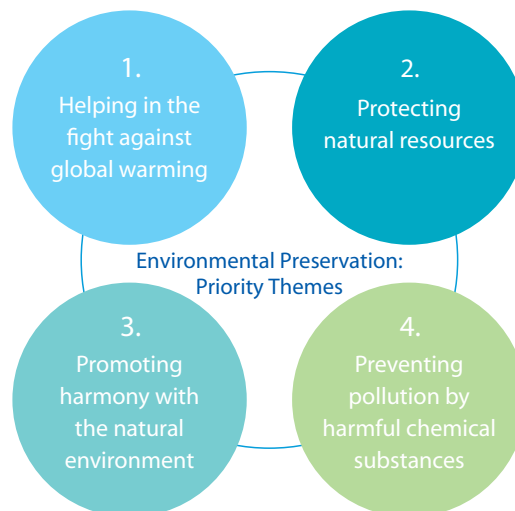 1.
Helping in the
fight against
global warming
2.
Protecting
natural resources
Environmental Preservation:
Priority Themes
3.
Promoting
harmony with
the natural
environment
4.
Preventing
pollution by
harmful chemical
substances